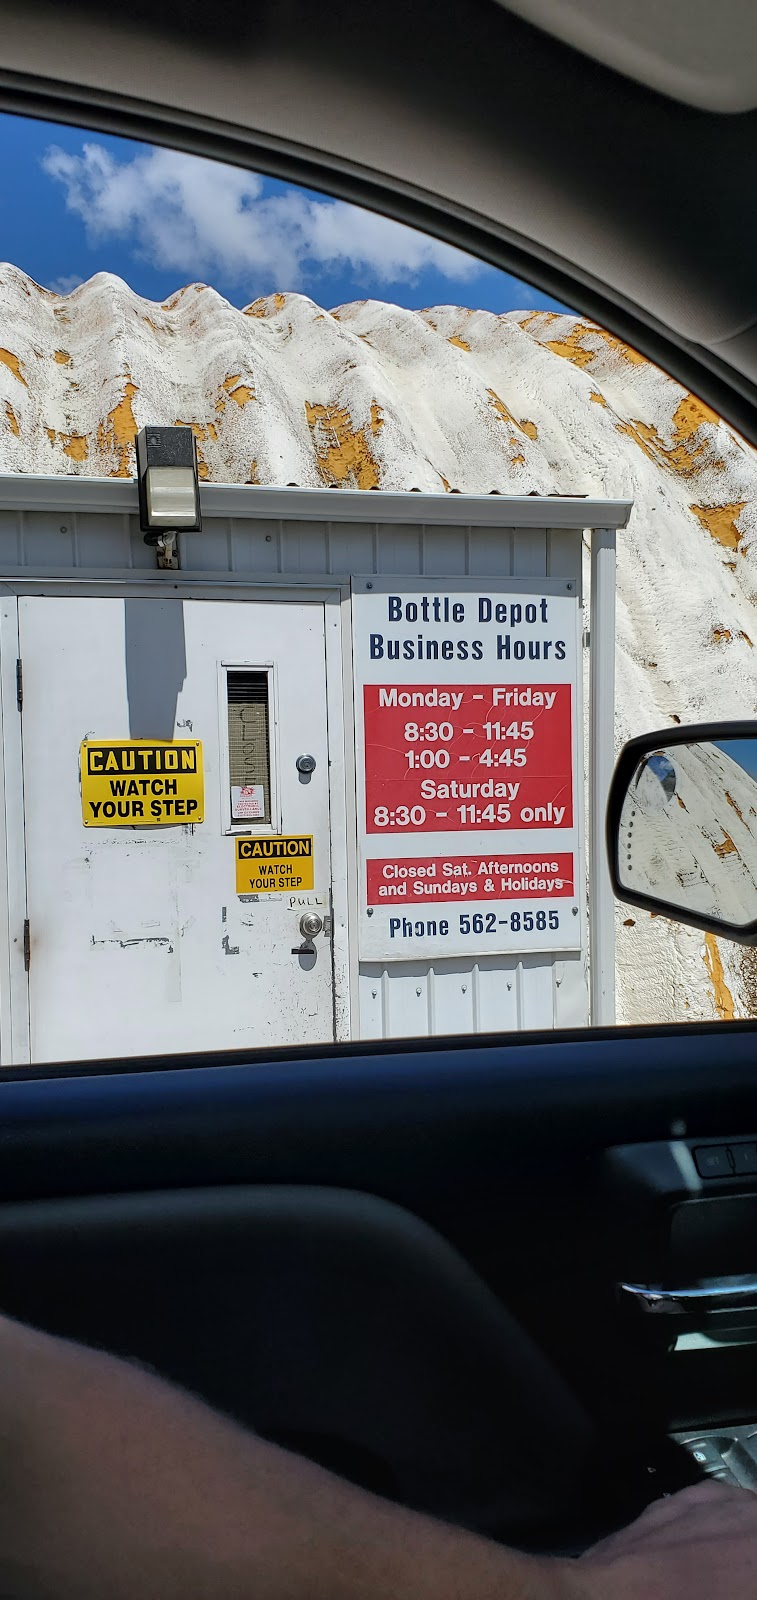 Bottle Depot
Business Hours
Monday - Friday
8:30 - 11:45
1:00 - 4:45
Saturday
8:30 - 11:45 only
Closed Sat. Afternoons
and Sundays & Holidays
Phone 562-8585
CAUTION
WATCH
YOUR STEP
CLOSED
CAUTION
WATCH
YOUR STEP
PULL